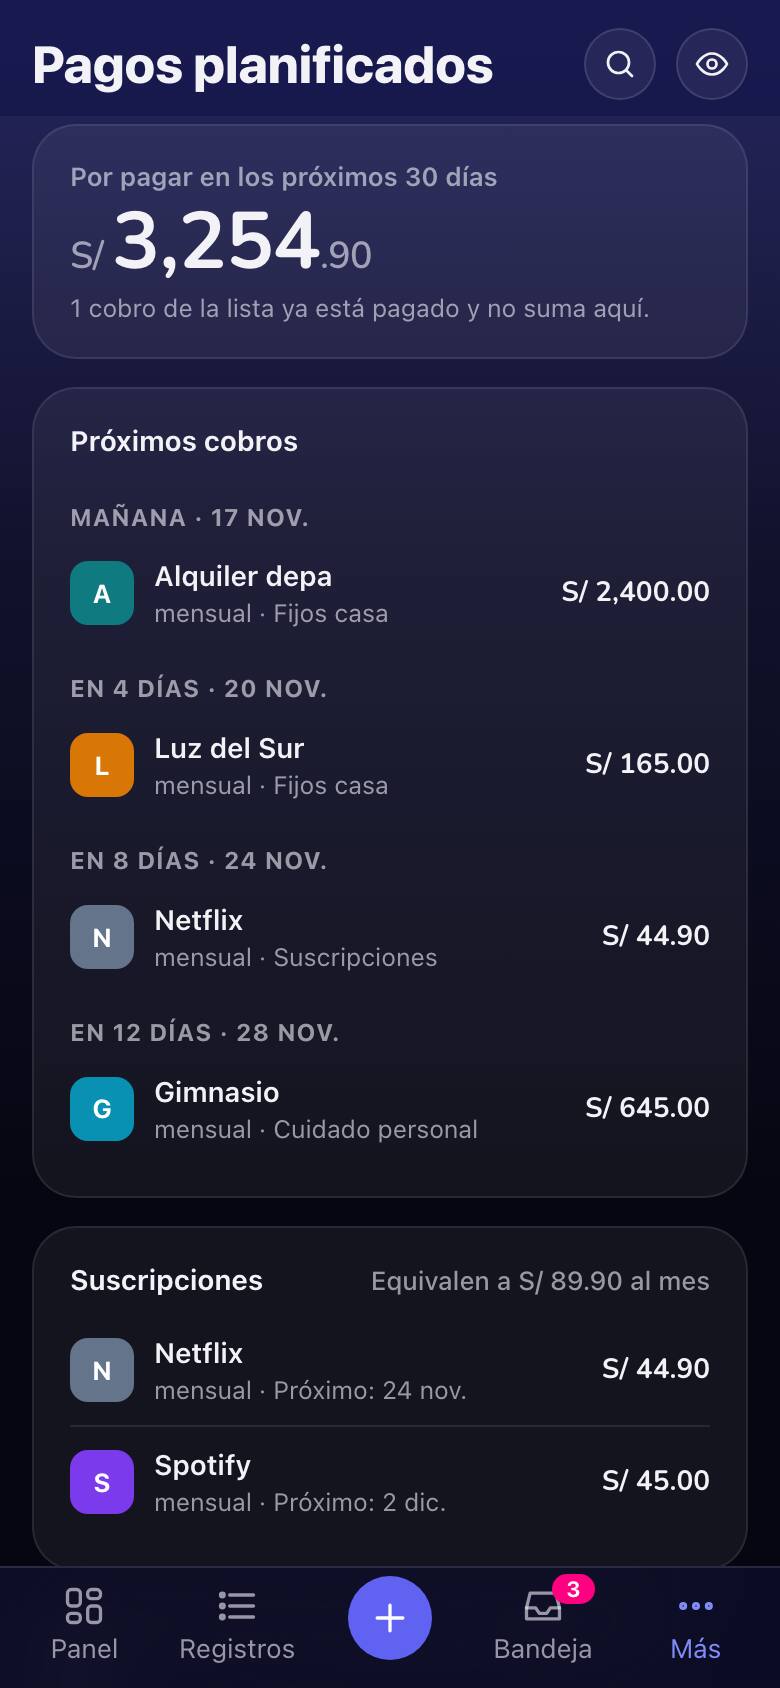 Pagos planificados
Por pagar en los próximos 30 días
S/ 3,254.90
1 cobro de la lista ya está pagado y no suma aquí.
Próximos cobros
MAÑANA · 17 NOV.
A
Alquiler depa
S/ 2,400.00
mensual · Fijos casa
EN 4 DÍAS · 20 NOV.
L
Luz del Sur
S/ 165.00
mensual · Fijos casa
EN 8 DÍAS · 24 NOV.
N
Netflix
S/ 44.90
mensual · Suscripciones
EN 12 DÍAS · 28 NOV.
G
Gimnasio
S/ 645.00
mensual · Cuidado personal
Suscripciones
Equivalen a S/ 89.90 al mes
N
Netflix
S/ 44.90
mensual · Próximo: 24 nov.
S
Spotify
S/ 45.00
mensual · Próximo: 2 dic.
3
Panel
Registros
Bandeja
Más